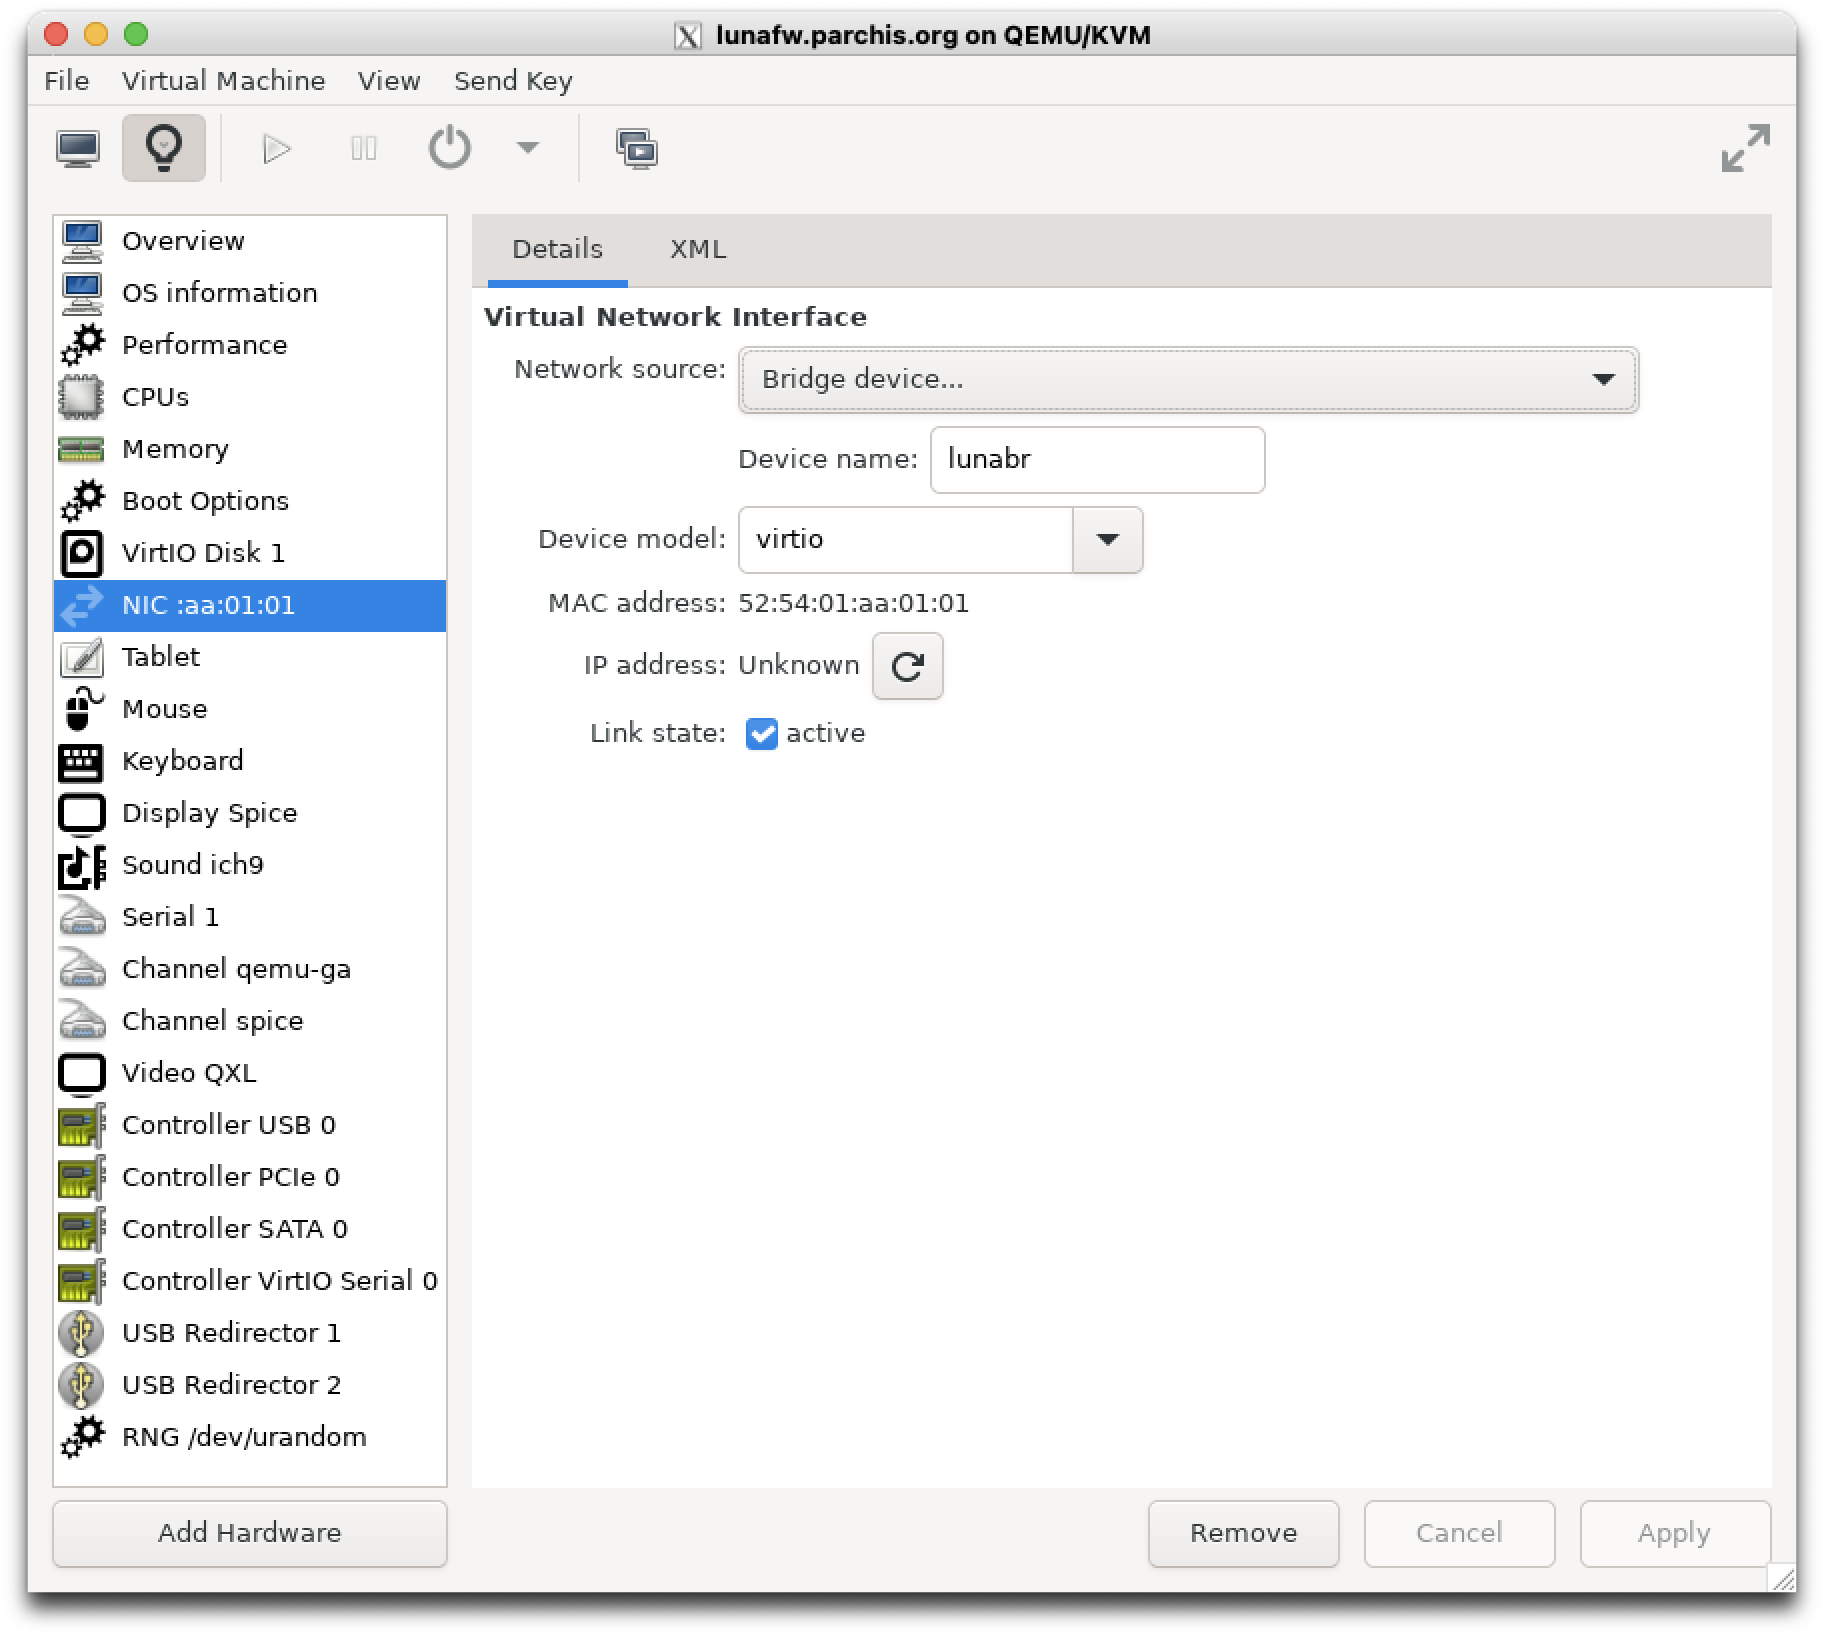 lunafw.parchis.org on QEMU/KVM
File Virtual Machine View Send Key
Overview
OS information
Performance
CPUs
Memory
Boot Options
VirtIO Disk 1
NIC :aa:01:01
Tablet
Mouse
Keyboard
Display Spice
Sound ich9
Serial 1
Channel qemu-ga
Channel spice
Video QXL
Controller USB 0
Controller PCIe 0
Controller SATA 0
Controller VirtIO Serial 0
USB Redirector 1
USB Redirector 2
RNG /dev/urandom
Add Hardware
Details XML
Virtual Network Interface
Network source: Bridge device...
Device name: lunabr
Device model: virtio
MAC address: 52:54:01:aa:01:01
IP address: Unknown
Link state: active
Remove Cancel Apply